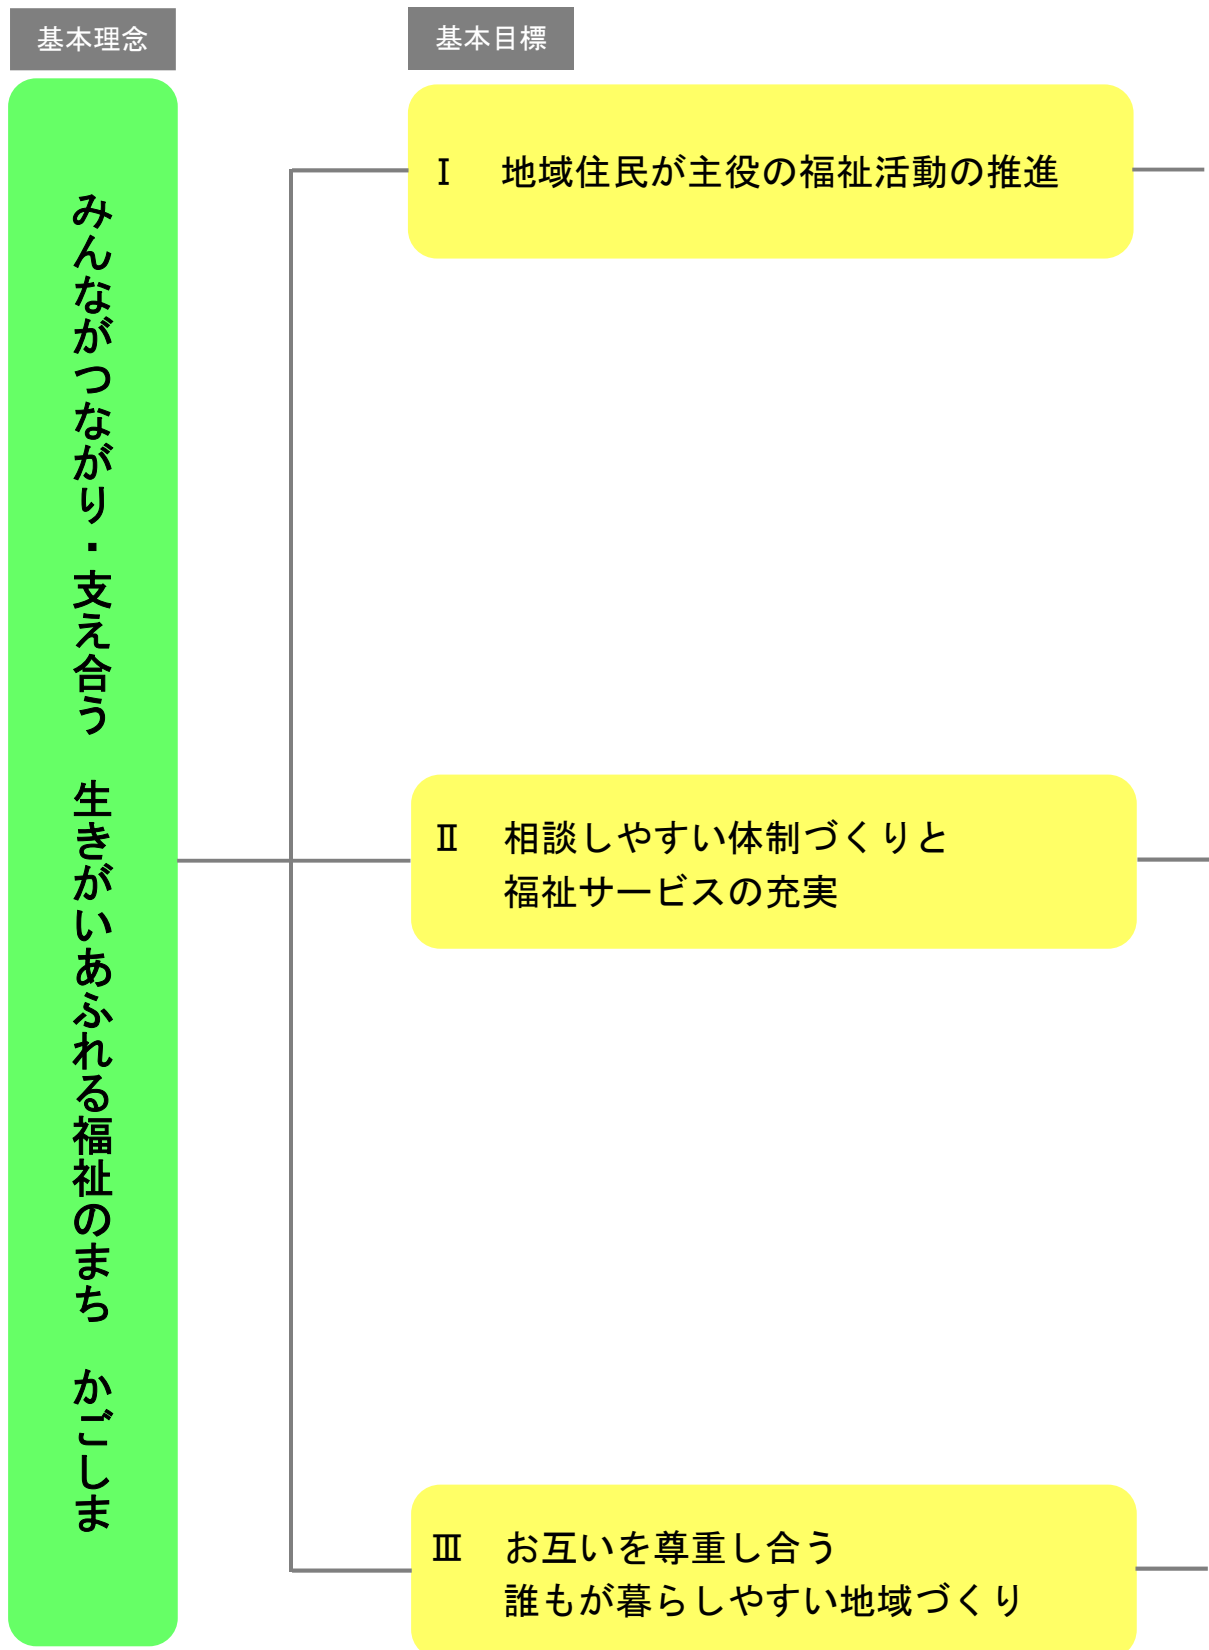 基本理念
基本目標
みんながつながり・支え合う　生きがいあふれる福祉のまち　かごしま
Ⅰ　地域住民が主役の福祉活動の推進
Ⅱ　相談しやすい体制づくりと
福祉サービスの充実
Ⅲ　お互いを尊重し合う
誰もが暮らしやすい地域づくり